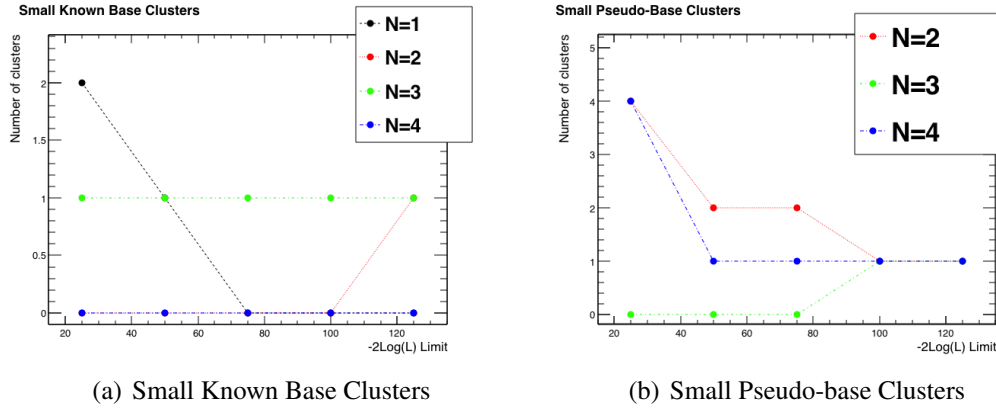 Small Known Base Clusters
Number of clusters
2
1.5
1
0.5
0
20
40
60
80
100
120
-2Log(L) Limit
N=1
N=2
N=3
N=4
(a) Small Known Base Clusters
Small Pseudo-Base Clusters
Number of clusters
5
4
3
2
1
0
20
40
60
80
100
120
-2Log(L) Limit
N=2
N=3
N=4
(b) Small Pseudo-base Clusters